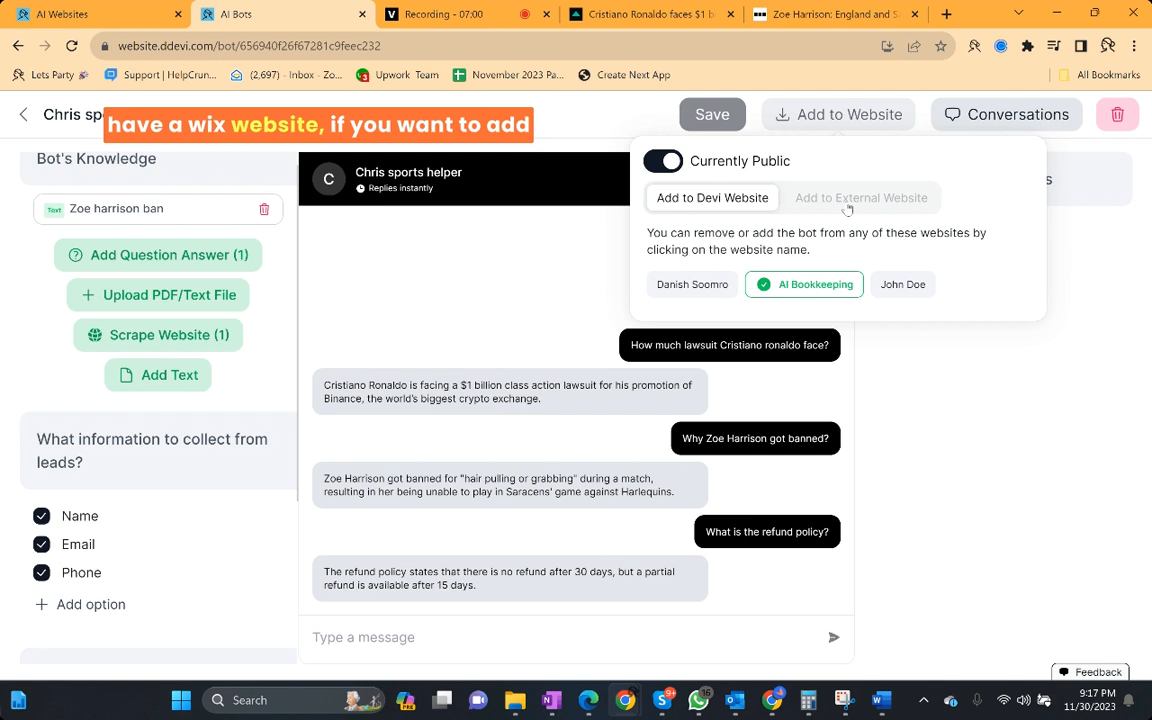 AI Websites
AI Bots
Recording - 07:00
Cristiano Ronaldo faces $1 b
Zoe Harrison: England and S
website.ddevi.com/bot/656940f26f67281c9feec232
Lets Party
Support | HelpCrun...
(2,697) - Inbox - Zo...
Upwork Team
November 2023 Pa...
Create New App
All Bookmarks
Chris sp
have a wix website, if you want to add
Save
Add to Website
Conversations
Bot's Knowledge
Text Zoe harrison ban
Add Question Answer (1)
Upload PDF/Text File
Scrape Website (1)
Add Text
What information to collect from
leads?
Name
Email
Phone
Add option
C
Chris sports helper
Replies instantly
Currently Public
Add to Devi Website
Add to External Website
You can remove or add the bot from any of these websites by
clicking on the website name.
Danish Soomro
AI Bookkeeping
John Doe
s
How much lawsuit Cristiano ronaldo face?
Cristiano Ronaldo is facing a $1 billion class action lawsuit for his promotion of
Binance, the world's biggest crypto exchange.
Why Zoe Harrison got banned?
Zoe Harrison got banned for "hair pulling or grabbing" during a match,
resulting in her being unable to play in Saracens' game against Harlequins.
What is the refund policy?
The refund policy states that there is no refund after 30 days, but a partial
refund is available after 15 days.
Type a message
Feedback
Search
9+
16
9:17 PM
11/30/2023